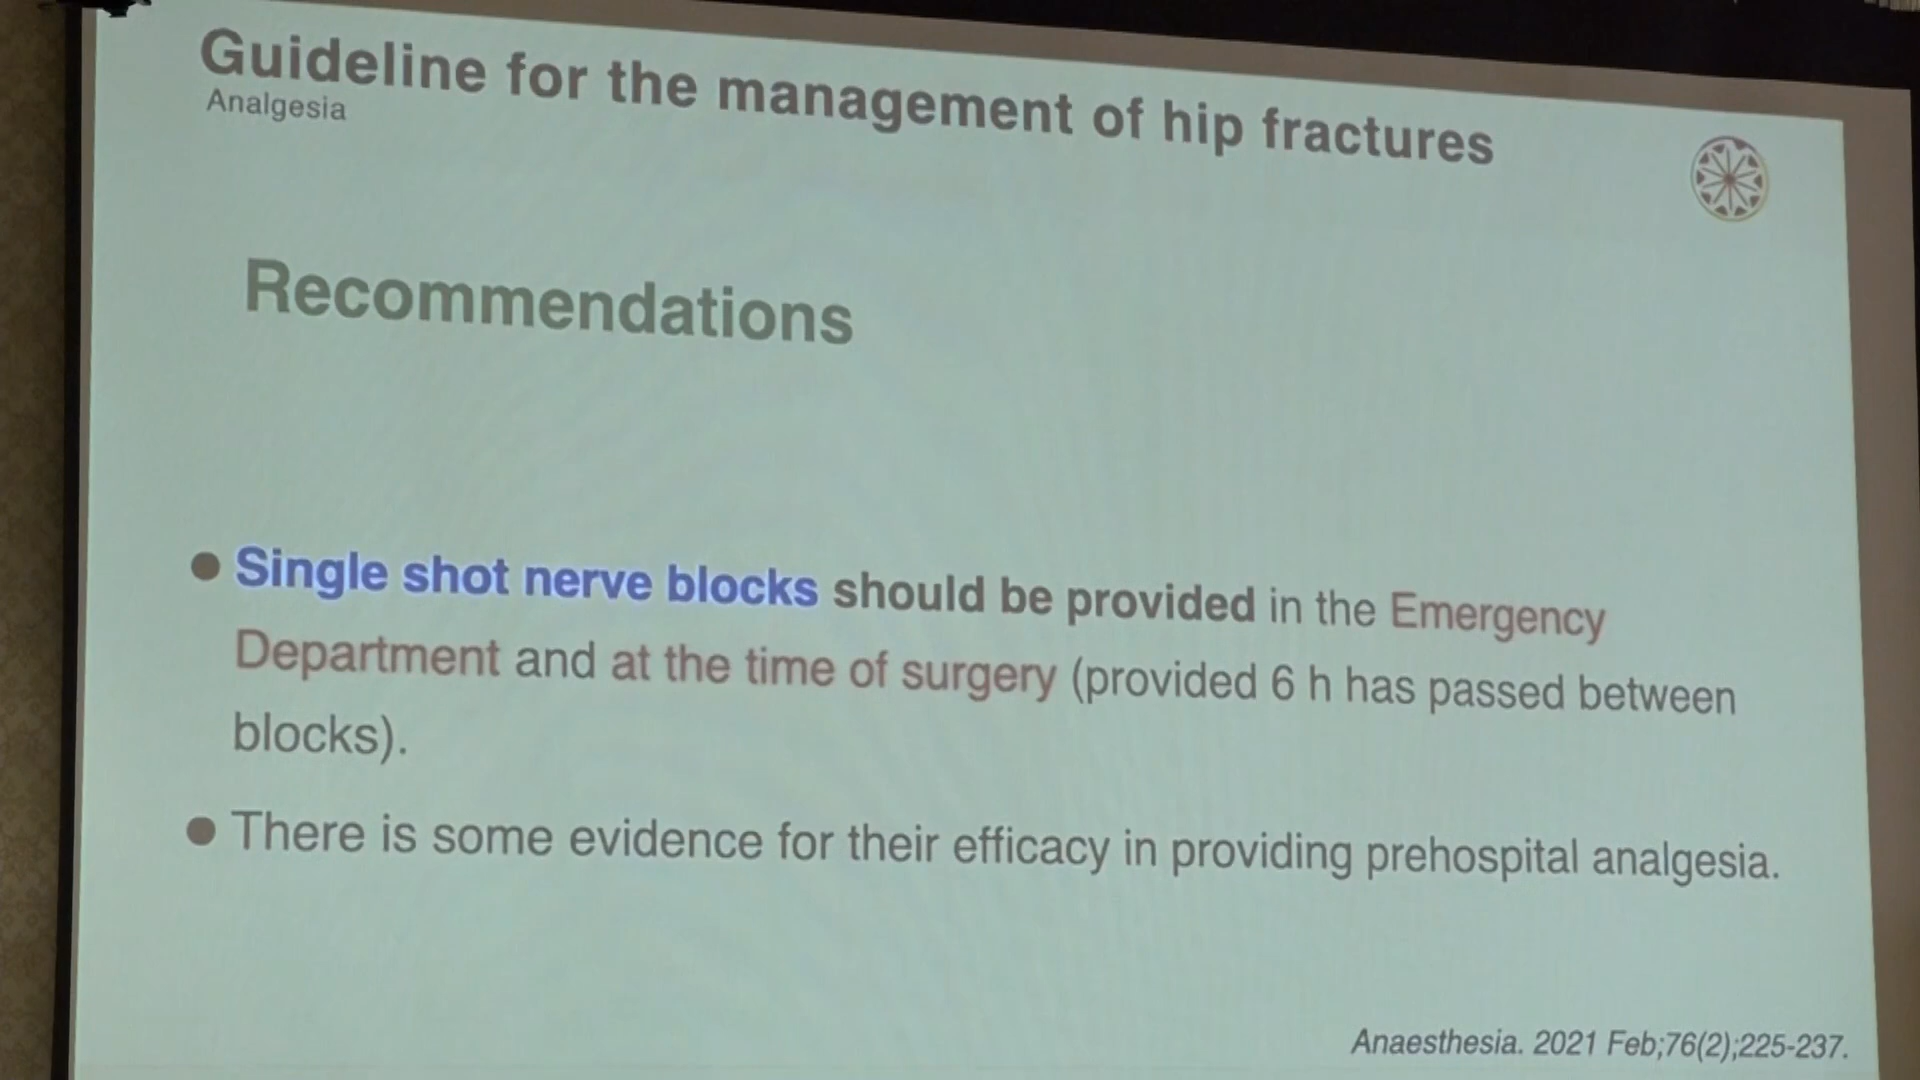 Guideline for the management of hip fractures
Analgesia
Recommendations
● Single shot nerve blocks should be provided in the Emergency
Department and at the time of surgery (provided 6 h has passed between
blocks).
● There is some evidence for their efficacy in providing prehospital analgesia.
Anaesthesia. 2021 Feb;76(2);225-237.